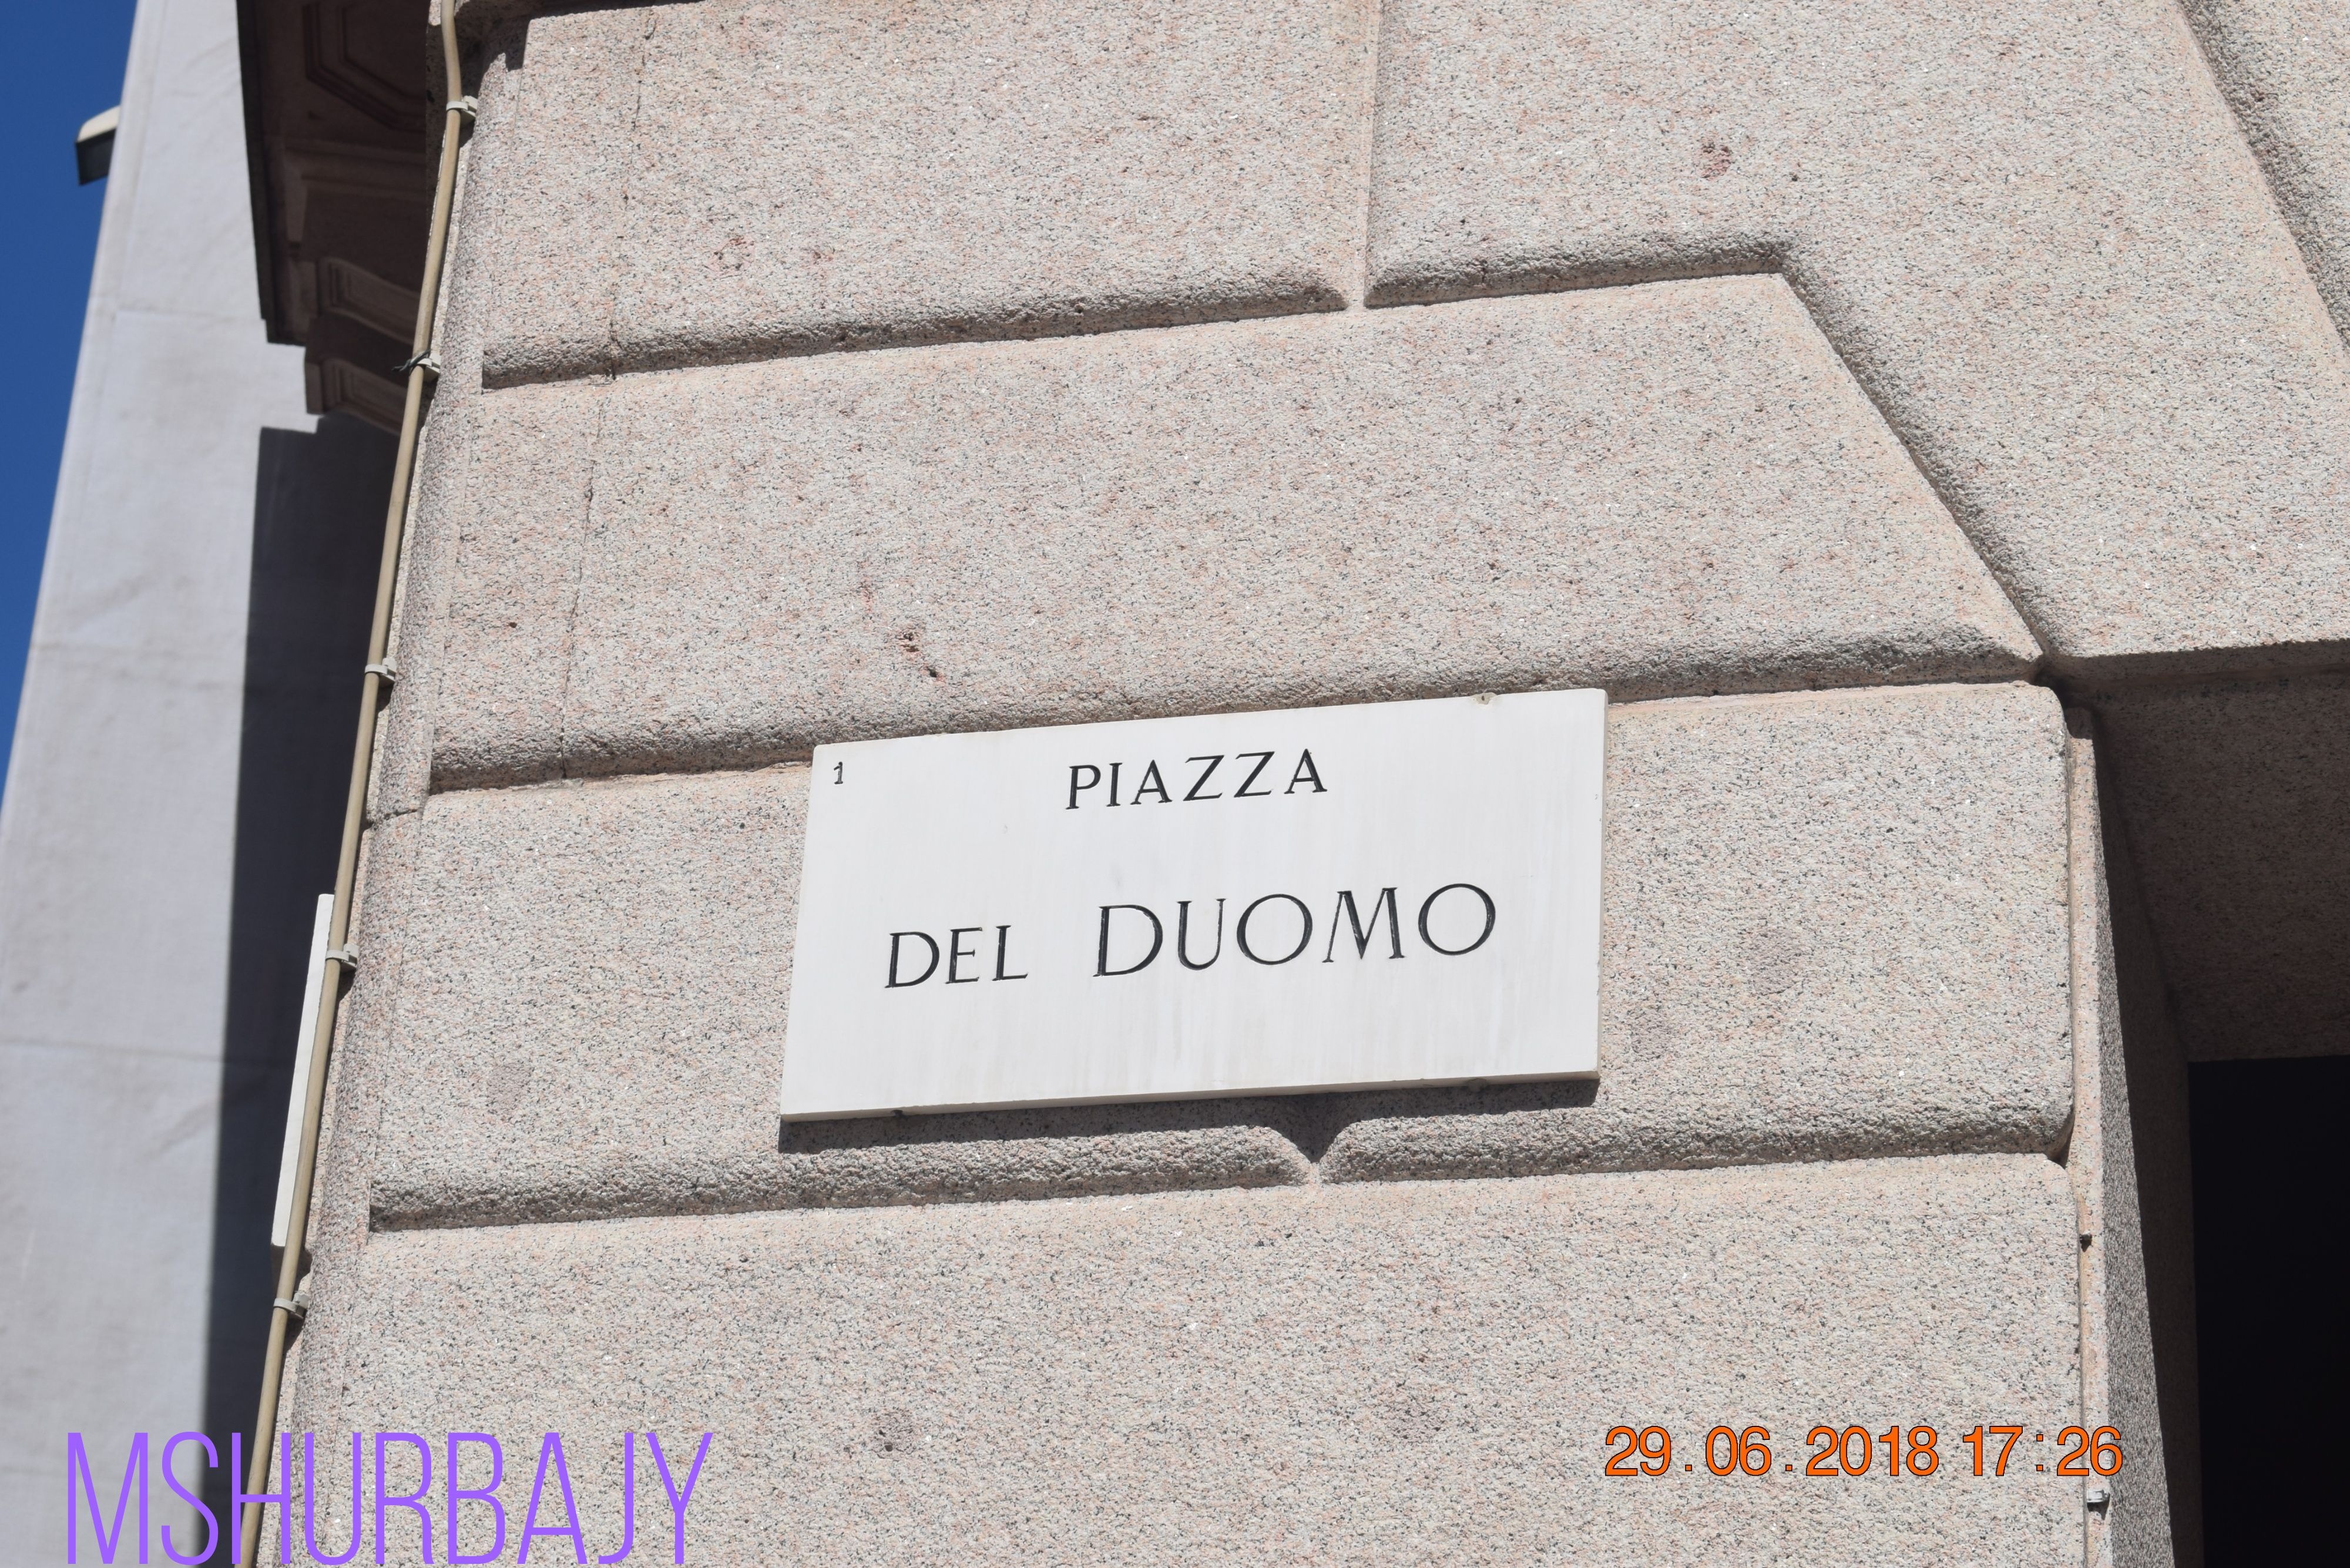 1
PIAZZA
DEL DUOMO
MSHURBAJY
29.06.2018 17:26